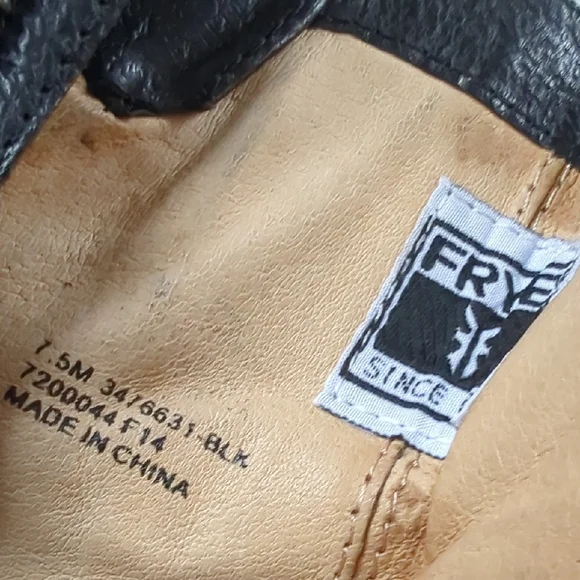 7.5M 3476631-BLK
7200044 F14
MADE IN CHINA
FRYE
SINCE